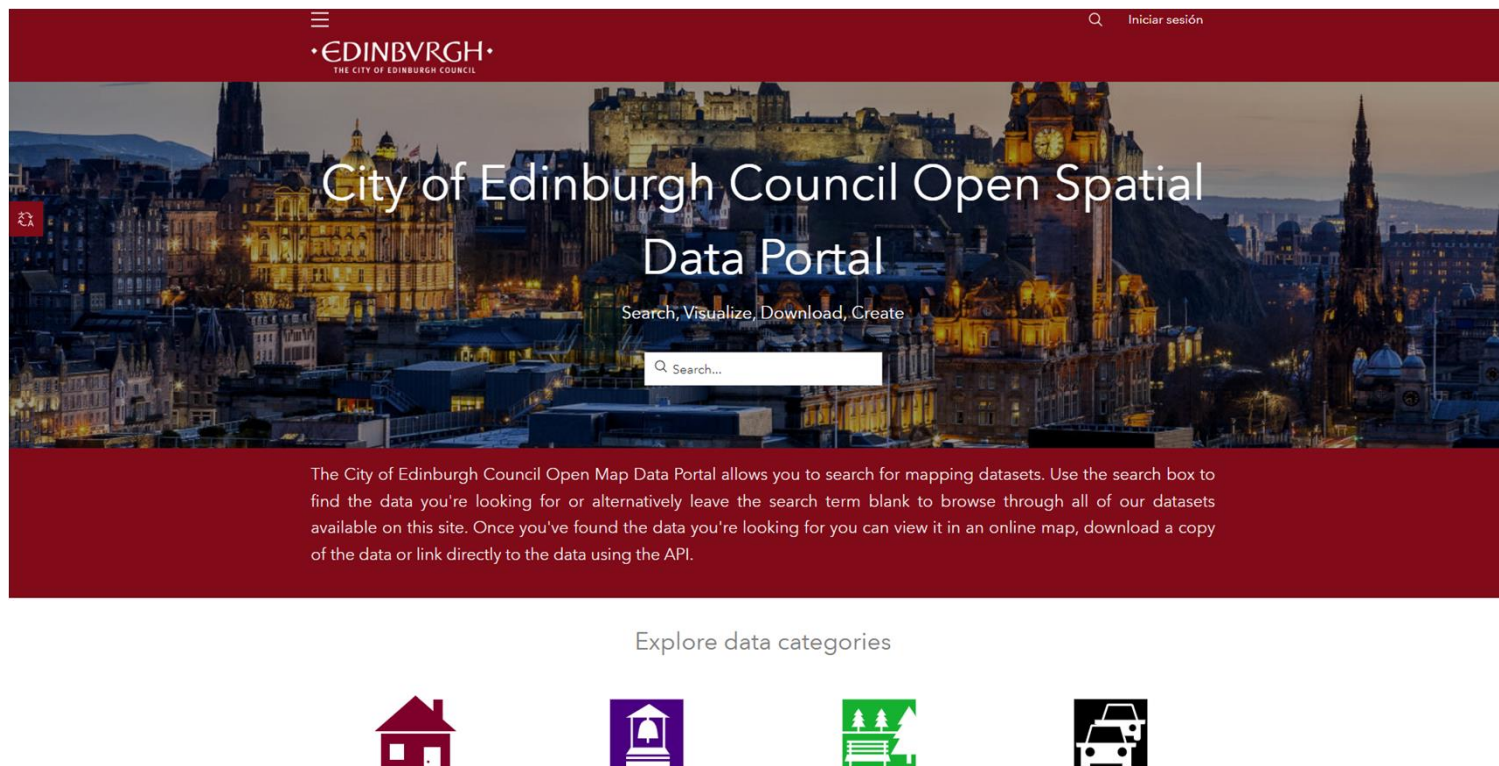 Iniciar sesión
• EDINBVRGH •
THE CITY OF EDINBURGH COUNCIL
City of Edinburgh Council Open Spatial
Data Portal
Search, Visualize, Download, Create
Search...
The City of Edinburgh Council Open Map Data Portal allows you to search for mapping datasets. Use the search box to
find the data you're looking for or alternatively leave the search term blank to browse through all of our datasets
available on this site. Once you've found the data you're looking for you can view it in an online map, download a copy
of the data or link directly to the data using the API.
Explore data categories